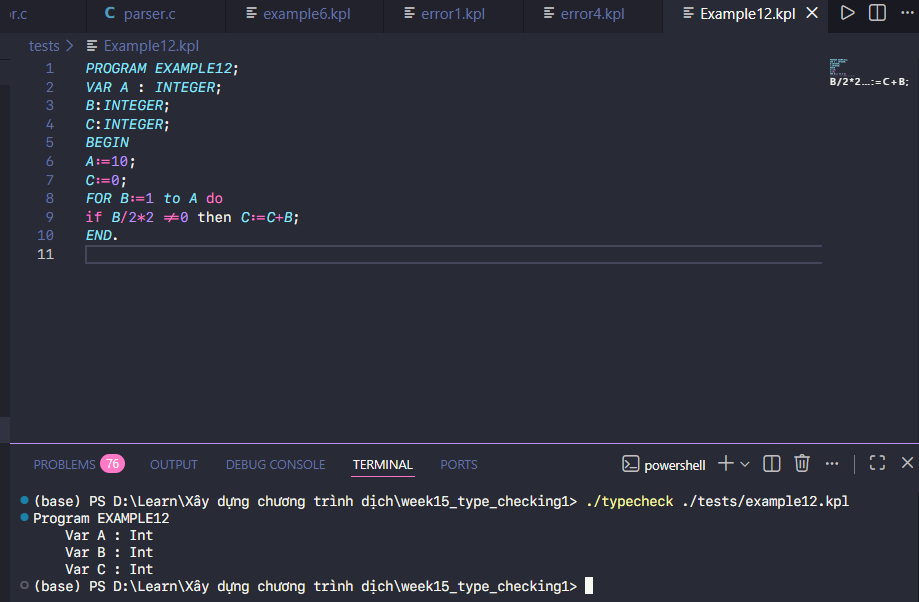 r.c
C parser.c
example6.kpl
error1.kpl
error4.kpl
Example12.kpl
tests > Example12.kpl
1 PROGRAM EXAMPLE12;
2 VAR A : INTEGER;
3 B:INTEGER;
4 C:INTEGER;
5 BEGIN
6 A:=10;
7 C:=0;
8 FOR B:=1 to A do
9 if B/2*2 ≠0 then C:=C+B;
10 END.
11
B/2*2...:=C+B;
PROBLEMS 76 OUTPUT DEBUG CONSOLE TERMINAL PORTS
powershell
(base) PS D:\Learn\Xây dựng chương trình dịch\week15_type_checking1> ./typecheck ./tests/example12.kpl
Program EXAMPLE12
Var A : Int
Var B : Int
Var C : Int
(base) PS D:\Learn\Xây dựng chương trình dịch\week15_type_checking1>